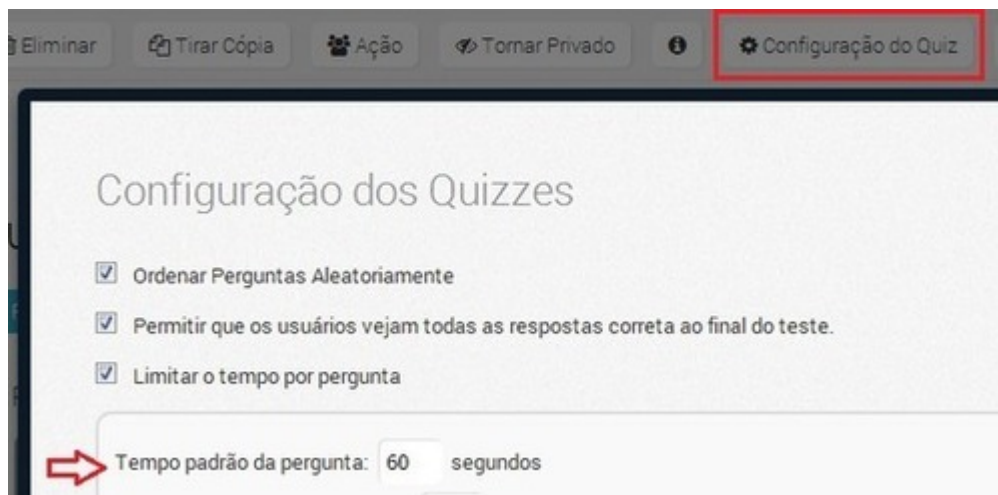 Eliminar Tirar Cópia Ação Tornar Privado Configuração do Quiz
Configuração dos Quizzes
Ordenar Perguntas Aleatoriamente
Permitir que os usuários vejam todas as respostas correta ao final do teste.
Limitar o tempo por pergunta
Tempo padrão da pergunta: 60 segundos